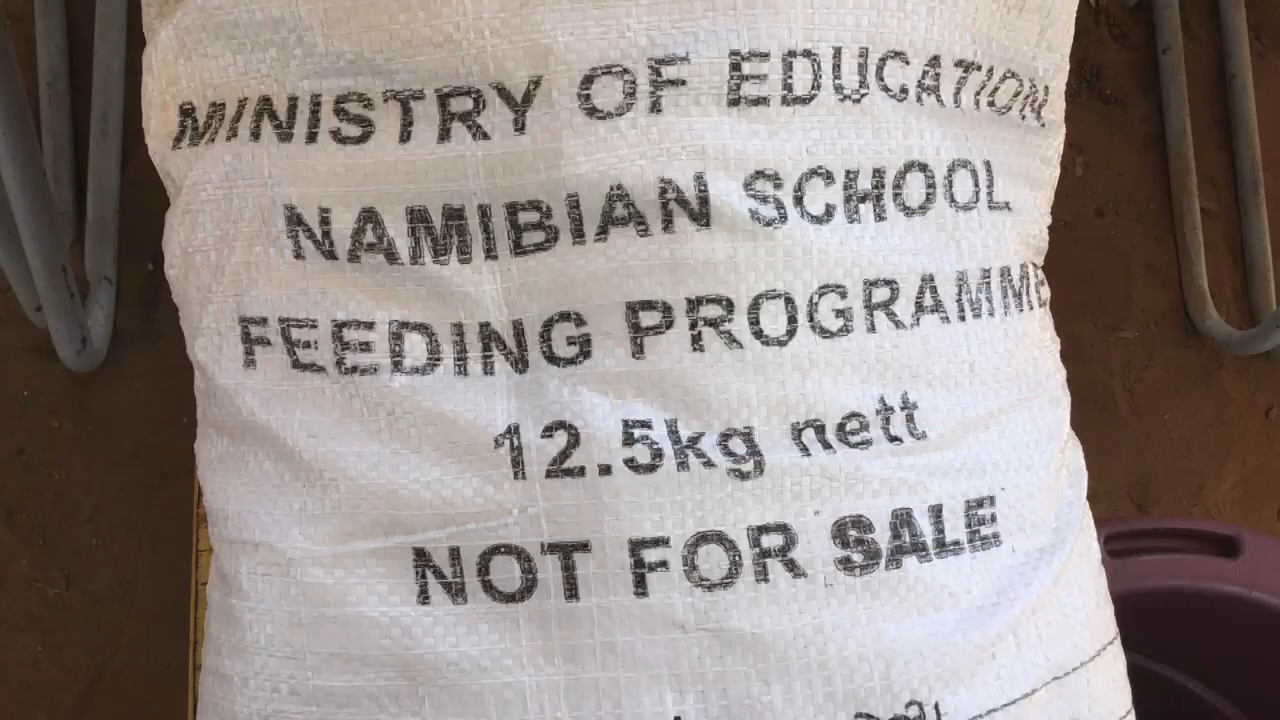 MINISTRY OF EDUCATION
NAMIBIAN SCHOOL
FEEDING PROGRAMME
12.5kg nett
NOT FOR SALE